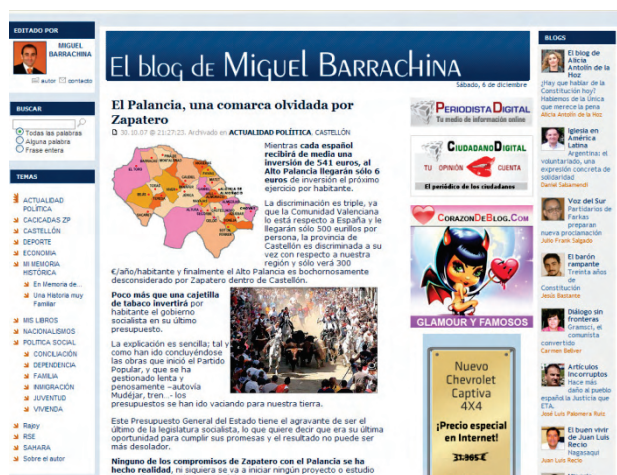 EDITADO POR
MIGUEL
BARRACHINA
autor contacto
BUSCAR
Todas las palabras
Alguna palabra
Frase entera
TEMAS
ACTUALIDAD
POLÍTICA
CACICADAS ZP
CASTELLÓN
DEPORTE
ECONOMIA
MI MEMORIA
HISTÓRICA
En Memoria de...
Una Historia muy
Familiar
MIS LIBROS
NACIONALISMOS
POLITICA SOCIAL
CONCILIACIÓN
DEPENDENCIA
FAMILIA
INMIGRACIÓN
JUVENTUD
VIVIENDA
Rajoy
RSE
SAHARA
Sobre el autor
El blog de Miguel Barrachina
Sábado, 6 de diciembre
El Palancia, una comarca olvidada por
Zapatero
30.10.07 @ 21:27:23. Archivado en ACTUALIDAD POLÍTICA, CASTELLÓN
Mientras cada español
recibirá de media una
inversión de 541 euros, al
Alto Palancia llegarán sólo 6
euros de inversión el próximo
ejercicio por habitante.
La discriminación es triple, ya
que la Comunidad Valenciana
lo está respecto a España y le
llegarán sólo 500 eurillos por
persona, la provincia de
Castellón es discriminada a su
vez con respecto a nuestra
región y sólo verá 300
€/año/habitante y finalmente el Alto Palancia es bochornosamente
desconsiderado por Zapatero dentro de Castellón.
Poco más que una cajetilla
de tabaco invertirá por
habitante el gobierno
socialista en su último
presupuesto.
La explicación es sencilla; tal y
como han ido concluyéndose
las obras que inició el Partido
Popular, y que se ha
gestionado lenta y
penosamente –autovía
Mudéjar, tren...- los
presupuestos se han ido vaciando para nuestra tierra.
Este Presupuesto General del Estado tiene el agravante de ser el
último de la legislatura socialista, lo que quiere decir que era su última
oportunidad para cumplir sus promesas y el resultado no puede ser
más desolador.
Ninguno de los compromisos de Zapatero con el Palancia se ha
hecho realidad, ni siquiera se va a iniciar ningún proyecto o estudio
PERIODISTA DIGITAL
Tu medio de información online
CIUDADANO DIGITAL
TU OPINIÓN CUENTA
El periódico de los ciudadanos
CORAZONDEBLOG.COM
GLAMOUR Y FAMOSOS
Nuevo
Chevrolet
Captiva
4X4
¡Precio especial
en Internet!
31.965 €
BLOGS
El blog de
Alicia
Antolín de la
Hoz
¡Hay que hablar de la
Constitución hoy?
Hablemos de la Única
que merece la pena
Alicia Antolín de la Hoz
Iglesia en
América
Latina
Argentina: el
voluntariado, una
expresión concreta de
solidaridad
Daniel Sabamendi
Voz del Sur
Partidarios de
Farkas
preparan
nueva proclamación
Julio Frank Salgado
El barón
rampante
Treinta años
de
Constitución
Jesús Bastante
Diálogo sin
fronteras
Gramsci, el
comunista
convertido
Carmen Bellver
Artículos
incorruptos
Hace más
daño al pueblo
español la Justicia que
ETA.
José Luis Palomera Ruiz
El buen vivir
de Juan Luis
Recio
Nagasaqui
Juan Luis Recio